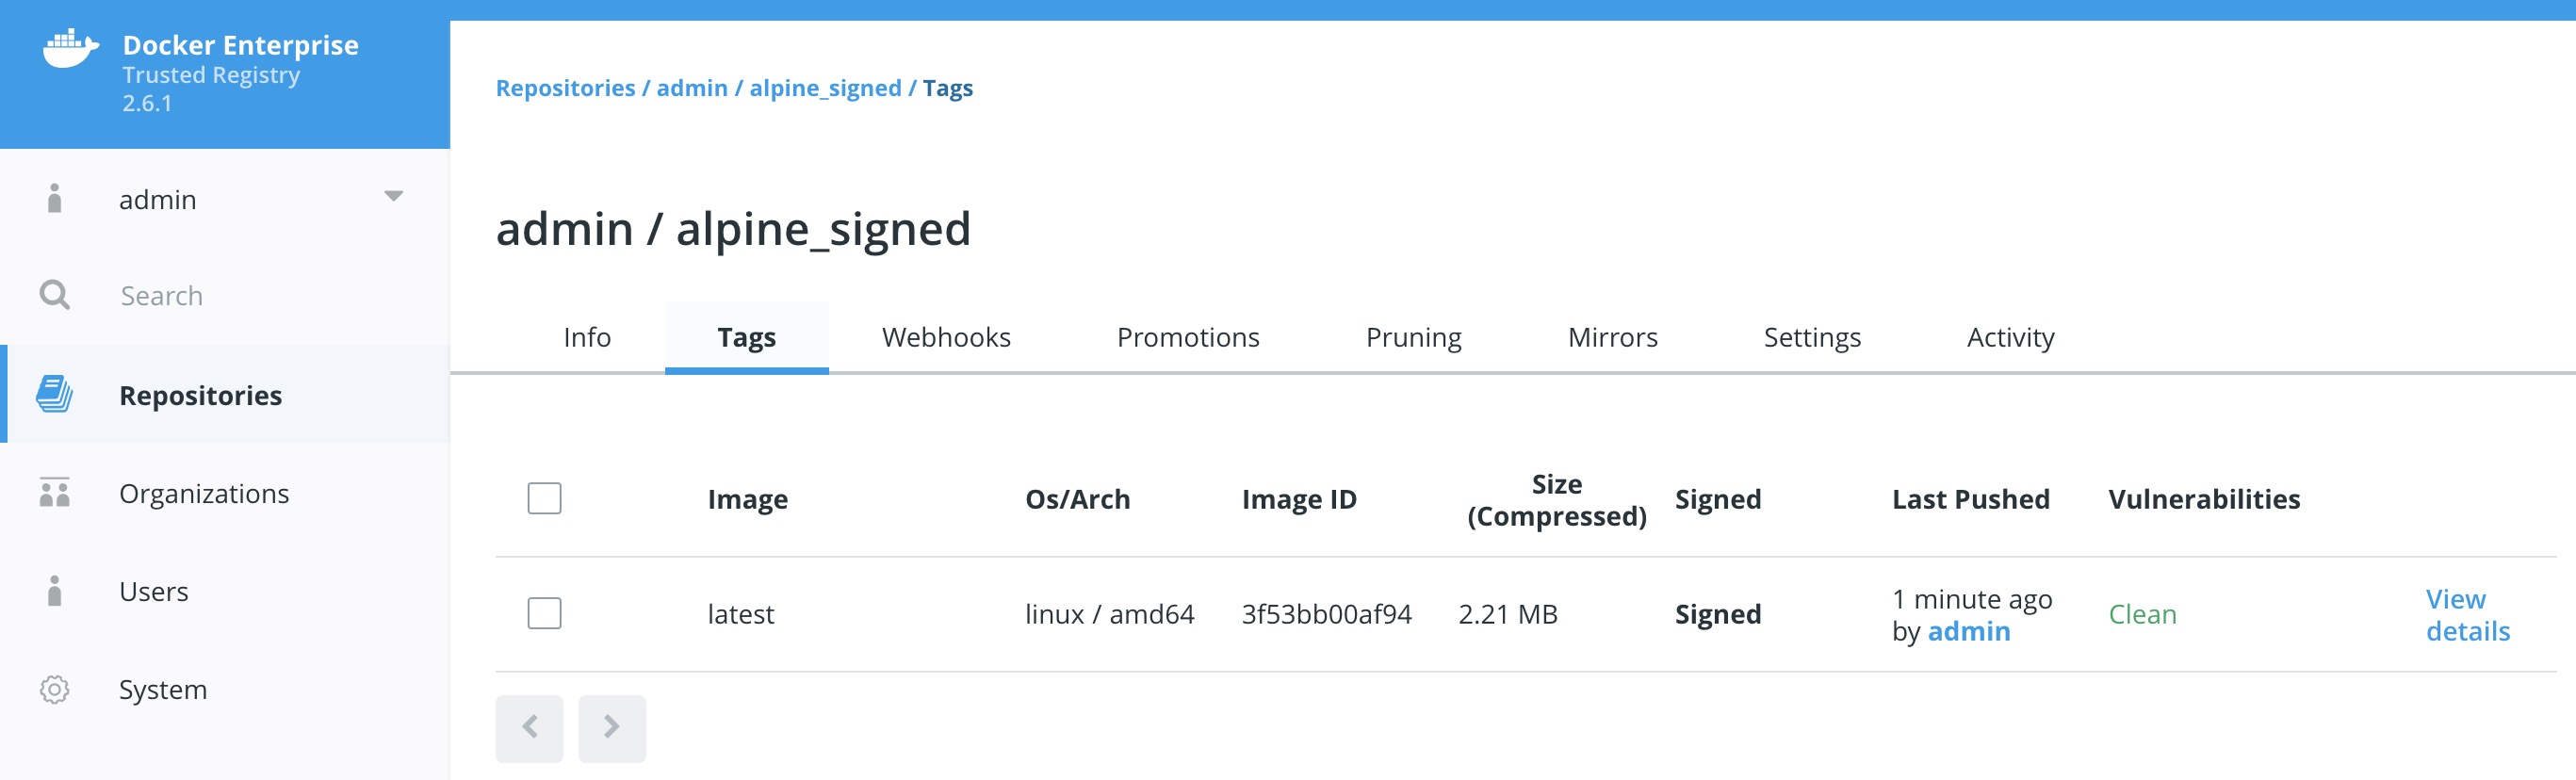 Docker Enterprise
Trusted Registry
2.6.1
admin
Search
Repositories
Organizations
Users
System
Repositories / admin / alpine_signed / Tags
admin / alpine_signed
Info Tags Webhooks Promotions Pruning Mirrors Settings Activity
Image Os/Arch Image ID Size (Compressed) Signed Last Pushed Vulnerabilities
latest linux / amd64 3f53bb00af94 2.21 MB Signed 1 minute ago by admin Clean View details